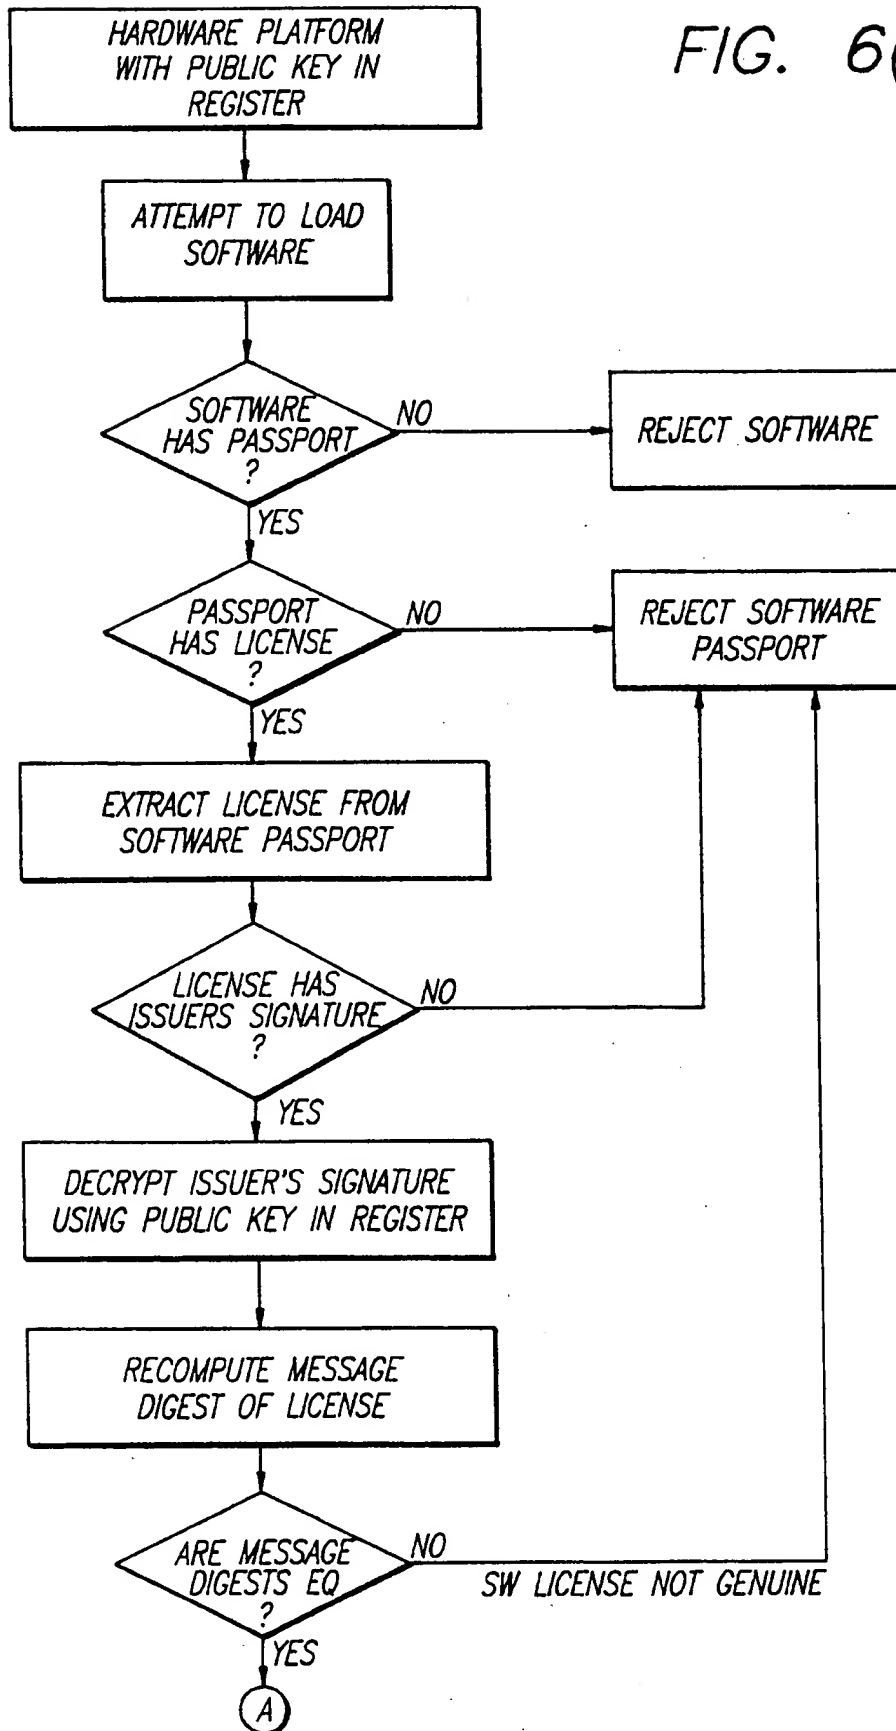 HARDWARE PLATFORM
WITH PUBLIC KEY IN
REGISTER
FIG. 6(
ATTEMPT TO LOAD
SOFTWARE
SOFTWARE
HAS PASSPORT
?
NO
REJECT SOFTWARE
YES
PASSPORT
HAS LICENSE
?
NO
REJECT SOFTWARE
PASSPORT
YES
EXTRACT LICENSE FROM
SOFTWARE PASSPORT
LICENSE HAS
ISSUERS SIGNATURE
?
NO
YES
DECRYPT ISSUER'S SIGNATURE
USING PUBLIC KEY IN REGISTER
RECOMPUTE MESSAGE
DIGEST OF LICENSE
ARE MESSAGE
DIGESTS EQ
?
NO
SW LICENSE NOT GENUINE
YES
A